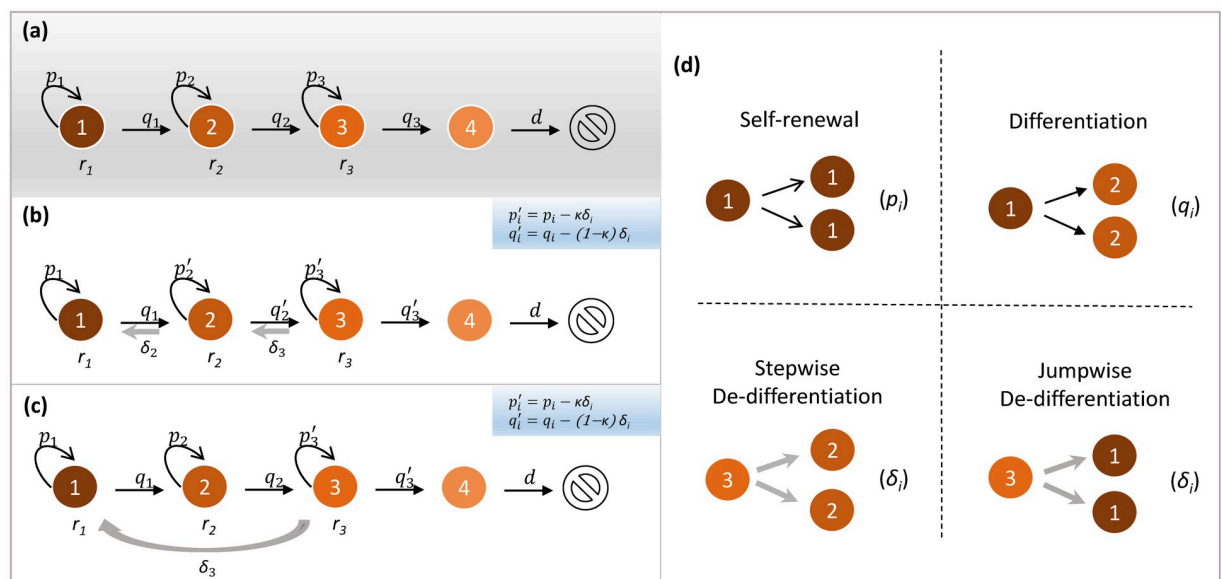 (a)
p₁ p₂ p₃
1 q₁ 2 q₂ 3 q₃ 4 d
r₁ r₂ r₃
(b)
p′ᵢ = pᵢ − κδᵢ
q′ᵢ = qᵢ − (1−κ) δᵢ
p₁ p′₂ p′₃
1 q₁ 2 q′₂ 3 q′₃ 4 d
δ₂ δ₃
r₁ r₂ r₃
(c)
p′ᵢ = pᵢ − κδᵢ
q′ᵢ = qᵢ − (1−κ) δᵢ
p₁ p₂ p′₃
1 q₁ 2 q₂ 3 q′₃ 4 d
r₁ r₂ r₃
δ₃
(d)
Self-renewal
1 1 1 (pᵢ)
Differentiation
1 2 2 (qᵢ)
Stepwise
De-differentiation
3 2 2 (δᵢ)
Jumpwise
De-differentiation
3 1 1 (δᵢ)